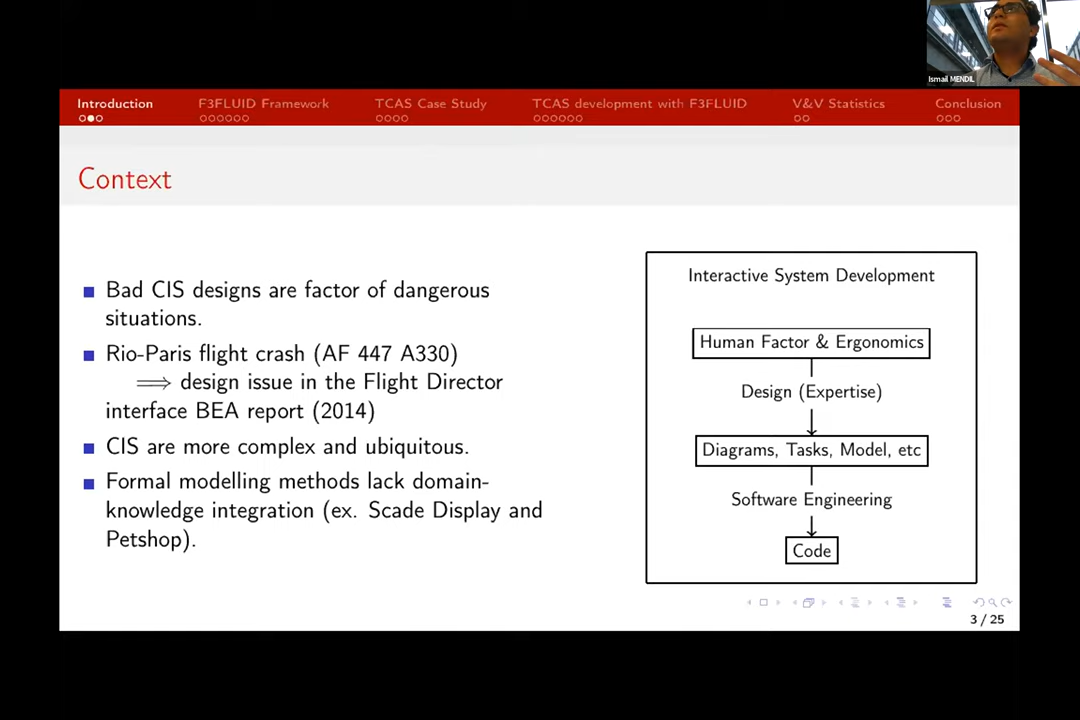 Ismail MENDIL
Introduction
F3FLUID Framework
TCAS Case Study
TCAS development with F3FLUID
V&V Statistics
Conclusion
Context
Bad CIS designs are factor of dangerous
situations.
Rio-Paris flight crash (AF 447 A330)
⟹ design issue in the Flight Director
interface BEA report (2014)
CIS are more complex and ubiquitous.
Formal modelling methods lack domain-
knowledge integration (ex. Scade Display and
Petshop).
Interactive System Development
Human Factor & Ergonomics
Design (Expertise)
Diagrams, Tasks, Model, etc
Software Engineering
Code
3 / 25